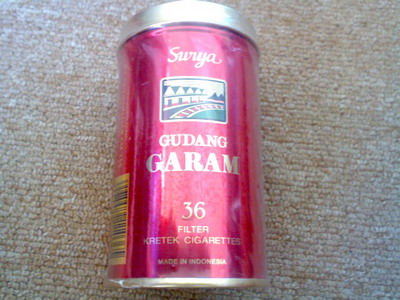 Surya
GUDANG
GARAM
36
FILTER
KRETEK CIGARETTES
MADE IN INDONESIA